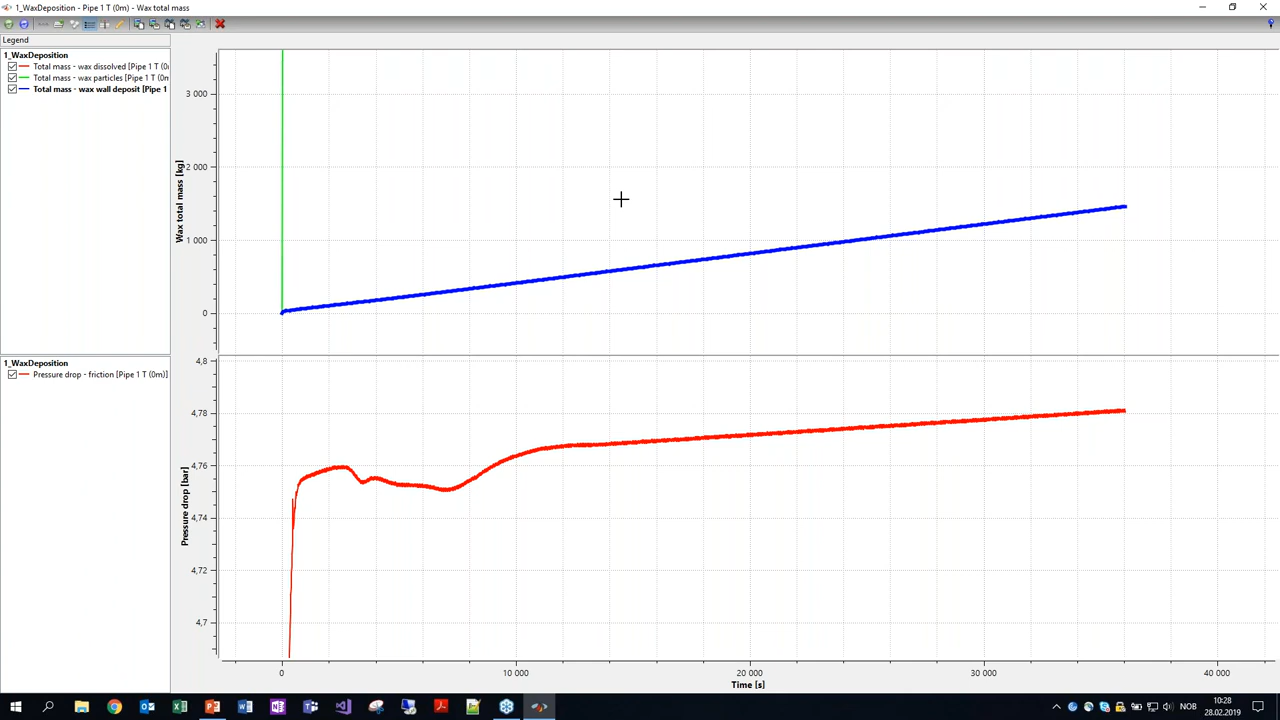 1_WaxDeposition - Pipe 1 T (0m) - Wax total mass
Legend
1_WaxDeposition
Total mass - wax dissolved [Pipe 1 T (0
Total mass - wax particles [Pipe 1 T (0n
Total mass - wax wall deposit [Pipe 1
3 000
2 000
1 000
0
Wax total mass [kg]
1_WaxDeposition
Pressure drop - friction [Pipe 1 T (0m)]
4,8
4,78
4,76
4,74
4,72
4,7
Pressure drop [bar]
0
10 000
20 000
30 000
40 000
Time [s]
NOB
10:28
28.02.2019